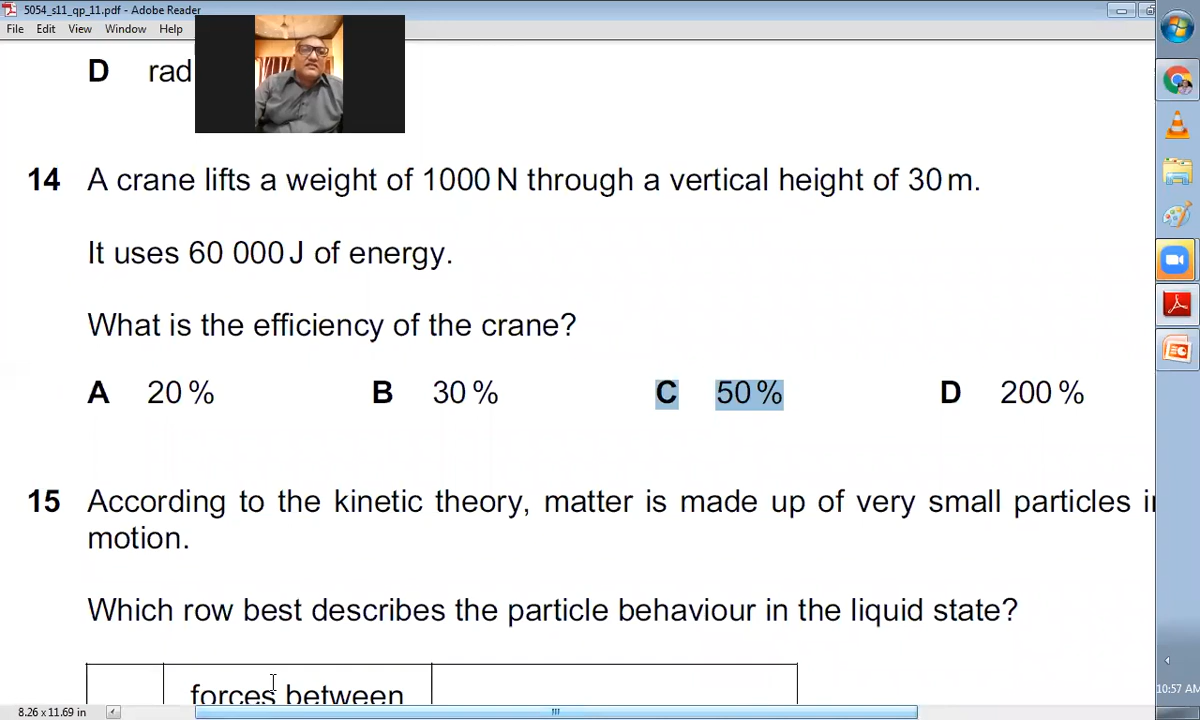 5054_s11_qp_11.pdf - Adobe Reader
File Edit View Window Help
D rad
14 A crane lifts a weight of 1000 N through a vertical height of 30 m.
It uses 60 000 J of energy.
What is the efficiency of the crane?
A 20 % B 30 % C 50 % D 200 %
15 According to the kinetic theory, matter is made up of very small particles
motion.
Which row best describes the particle behaviour in the liquid state?
forces between
8.26 x 11.69 in
10:57 AM